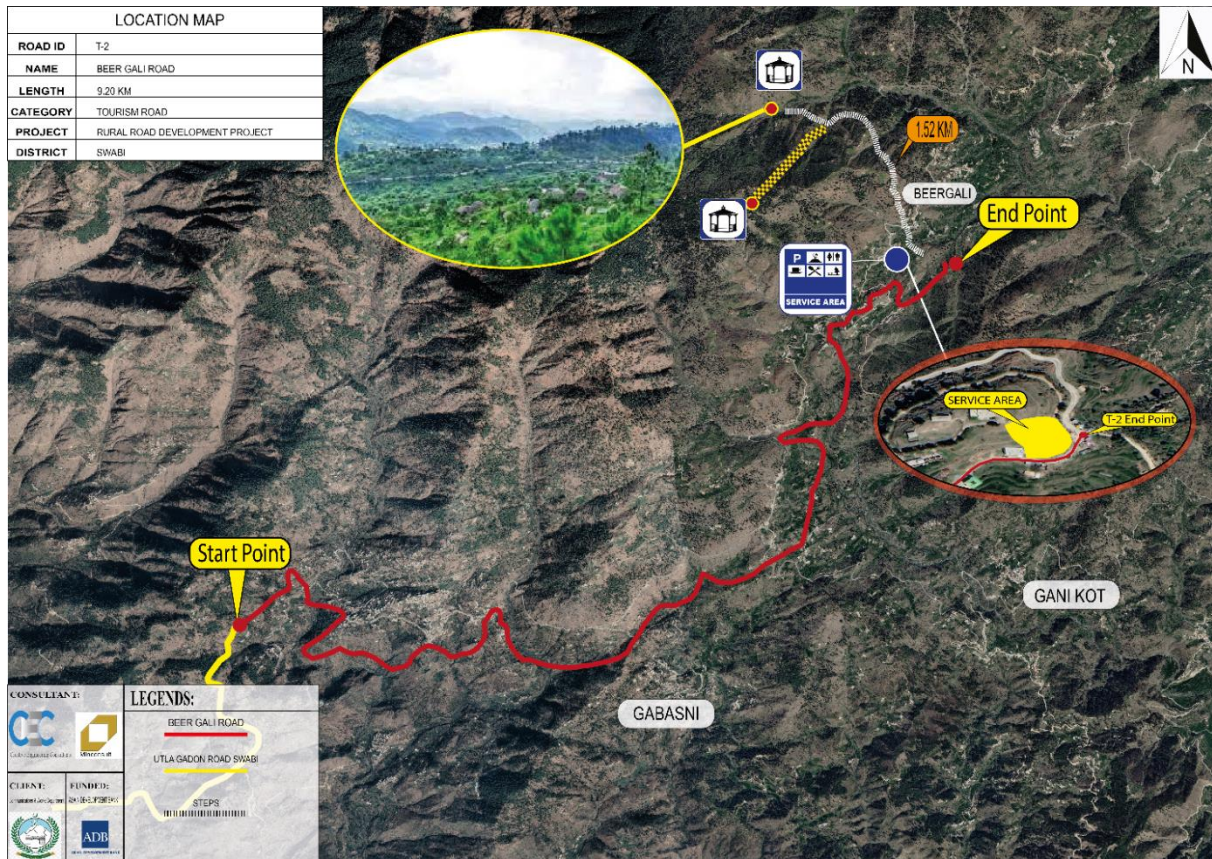 LOCATION MAP
ROAD ID T-2
NAME BEER GALI ROAD
LENGTH 9.20 KM
CATEGORY TOURISM ROAD
PROJECT RURAL ROAD DEVELOPMENT PROJECT
DISTRICT SWABI
N
1.52 KM
BEERGALI
End Point
P
SERVICE AREA
SERVICE AREA
T-2 End Point
Start Point
GANI KOT
GABASNI
CONSULTANT:
CEC
Minconsult
LEGENDS:
BEER GALI ROAD
UTLA GADON ROAD SWABI
STEPS
CLIENT:
FUNDED:
ADB